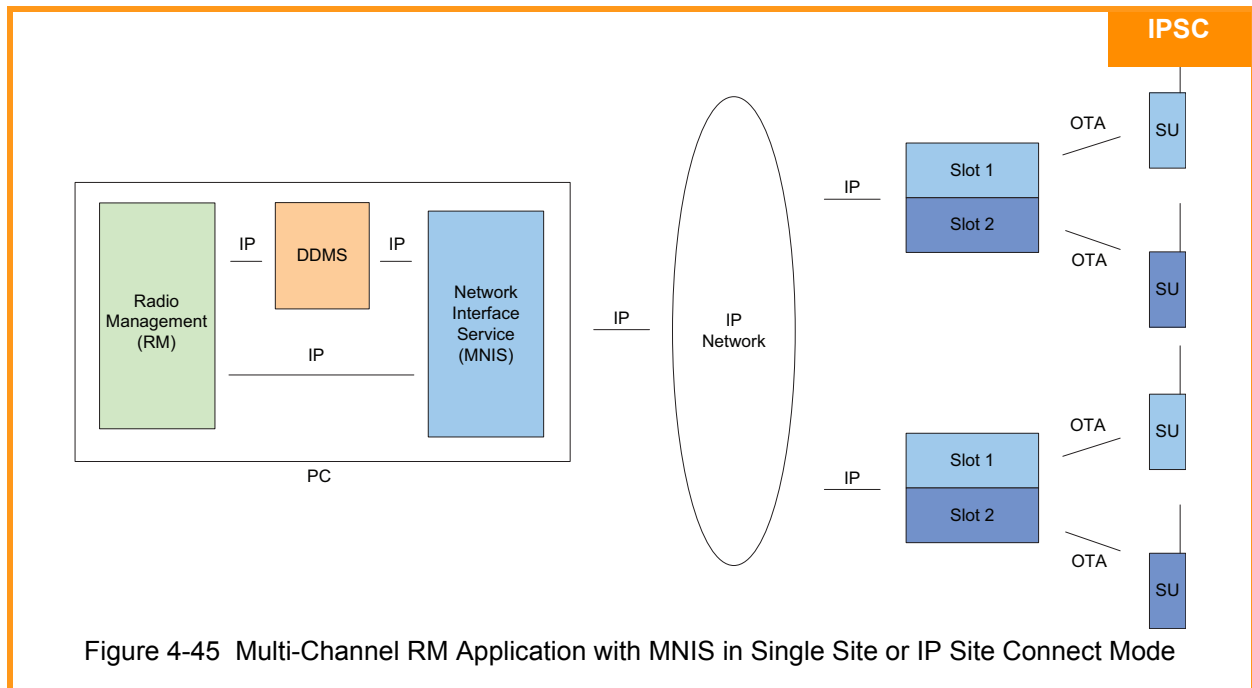 IPSC
Radio
Management
(RM)
IP
DDMS
IP
IP
Network
Interface
Service
(MNIS)
PC
IP
IP
Network
IP
Slot 1
Slot 2
OTA
SU
OTA
SU
IP
Slot 1
Slot 2
OTA
SU
OTA
SU
Figure 4-45 Multi-Channel RM Application with MNIS in Single Site or IP Site Connect Mode